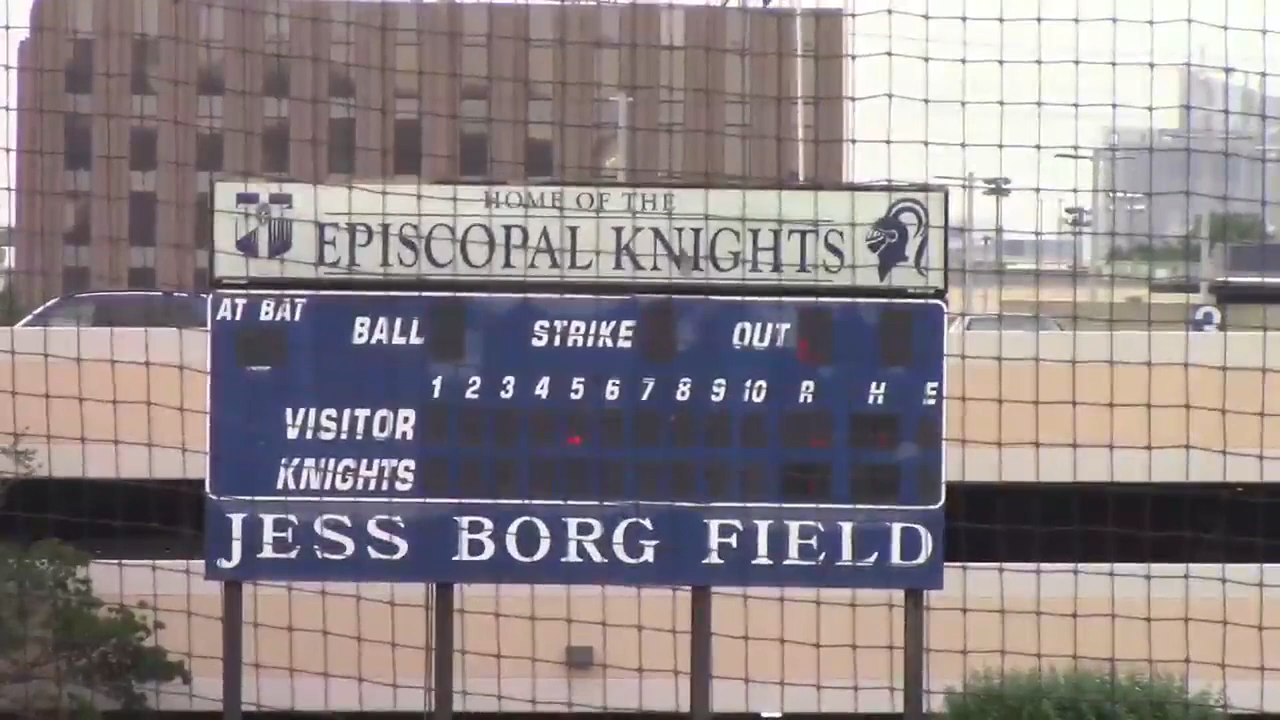 HOME OF THE
EPISCOPAL KNIGHTS
AT BAT
BALL STRIKE OUT
1 2 3 4 5 6 7 8 9 10 R H E
VISITOR
KNIGHTS
JESS BORG FIELD
3